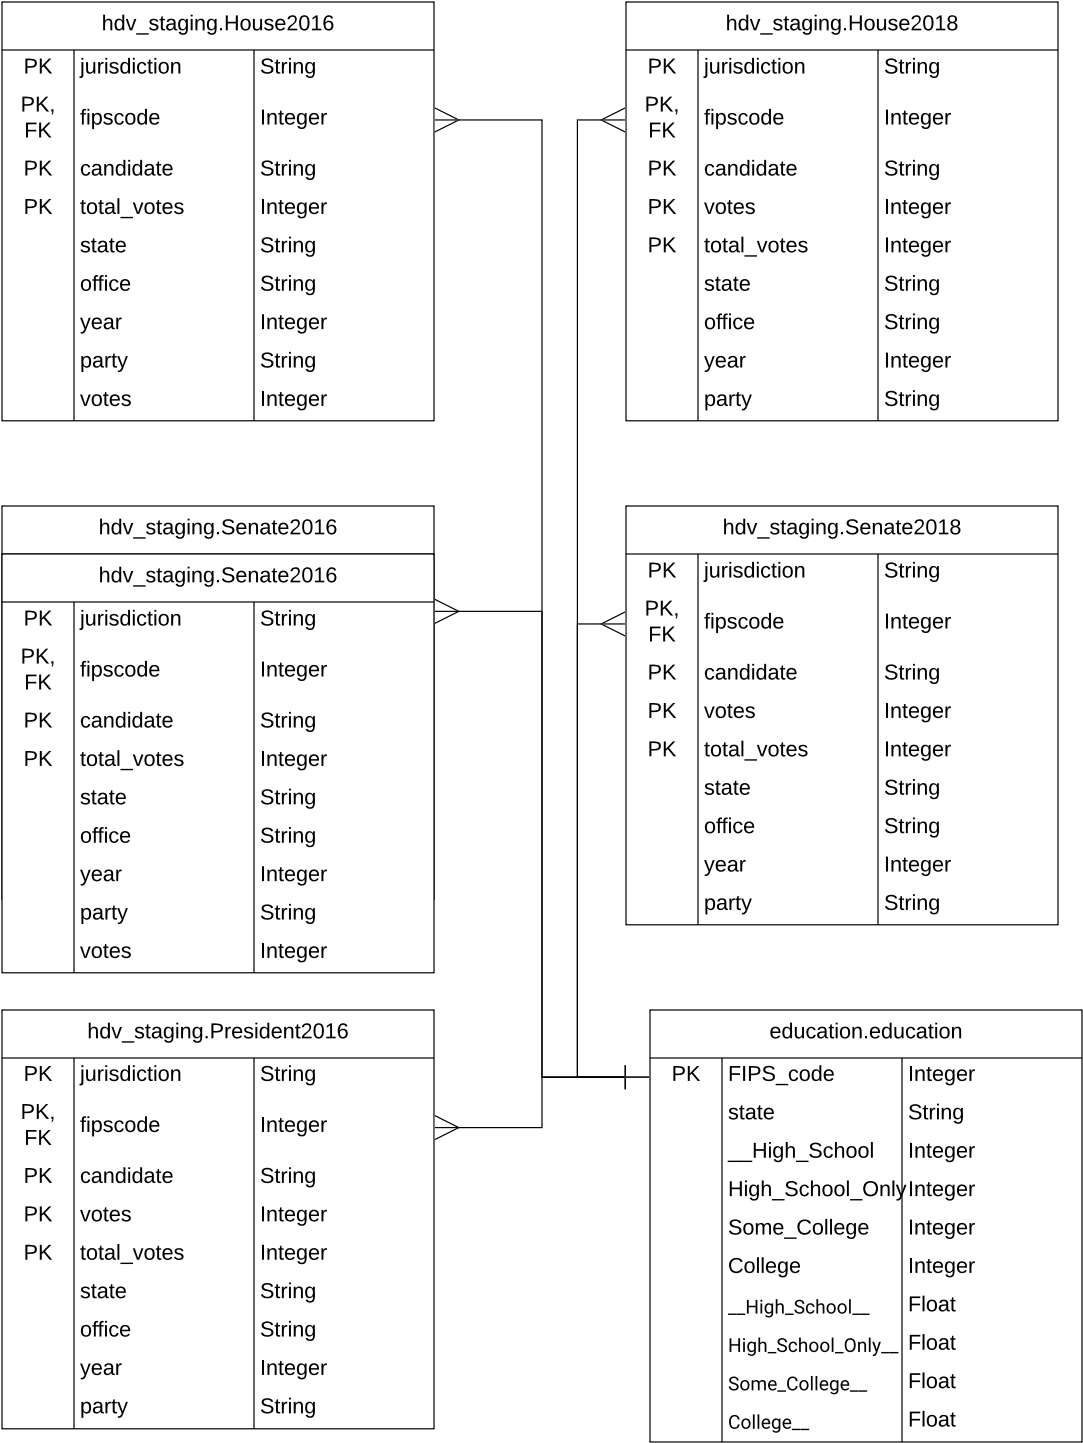 hdv_staging.House2016
PK jurisdiction String
PK,
FK fipscode Integer
PK candidate String
PK total_votes Integer
state String
office String
year Integer
party String
votes Integer
hdv_staging.House2018
PK jurisdiction String
PK,
FK fipscode Integer
PK candidate String
PK votes Integer
PK total_votes Integer
state String
office String
year Integer
party String
hdv_staging.Senate2016
hdv_staging.Senate2016
PK jurisdiction String
PK,
FK fipscode Integer
PK candidate String
PK total_votes Integer
state String
office String
year Integer
party String
votes Integer
hdv_staging.Senate2018
PK jurisdiction String
PK,
FK fipscode Integer
PK candidate String
PK votes Integer
PK total_votes Integer
state String
office String
year Integer
party String
hdv_staging.President2016
PK jurisdiction String
PK,
FK fipscode Integer
PK candidate String
PK votes Integer
PK total_votes Integer
state String
office String
year Integer
party String
education.education
PK FIPS_code Integer
state String
__High_School Integer
High_School_Only Integer
Some_College Integer
College Integer
__High_School__ Float
High_School_Only__ Float
Some_College__ Float
College__ Float